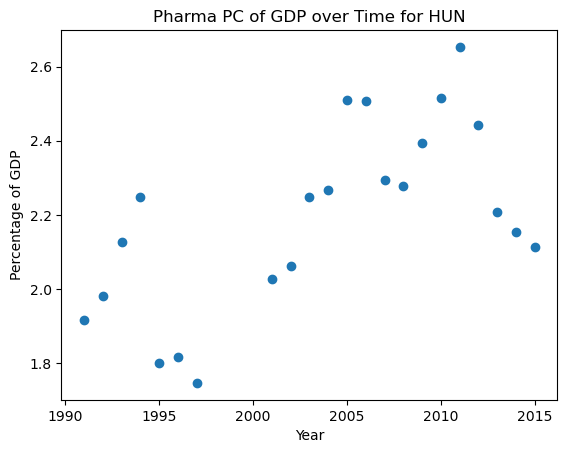 Pharma PC of GDP over Time for HUN
2.6
2.4
2.2
2.0
1.8
Percentage of GDP
1990 1995 2000 2005 2010 2015
Year